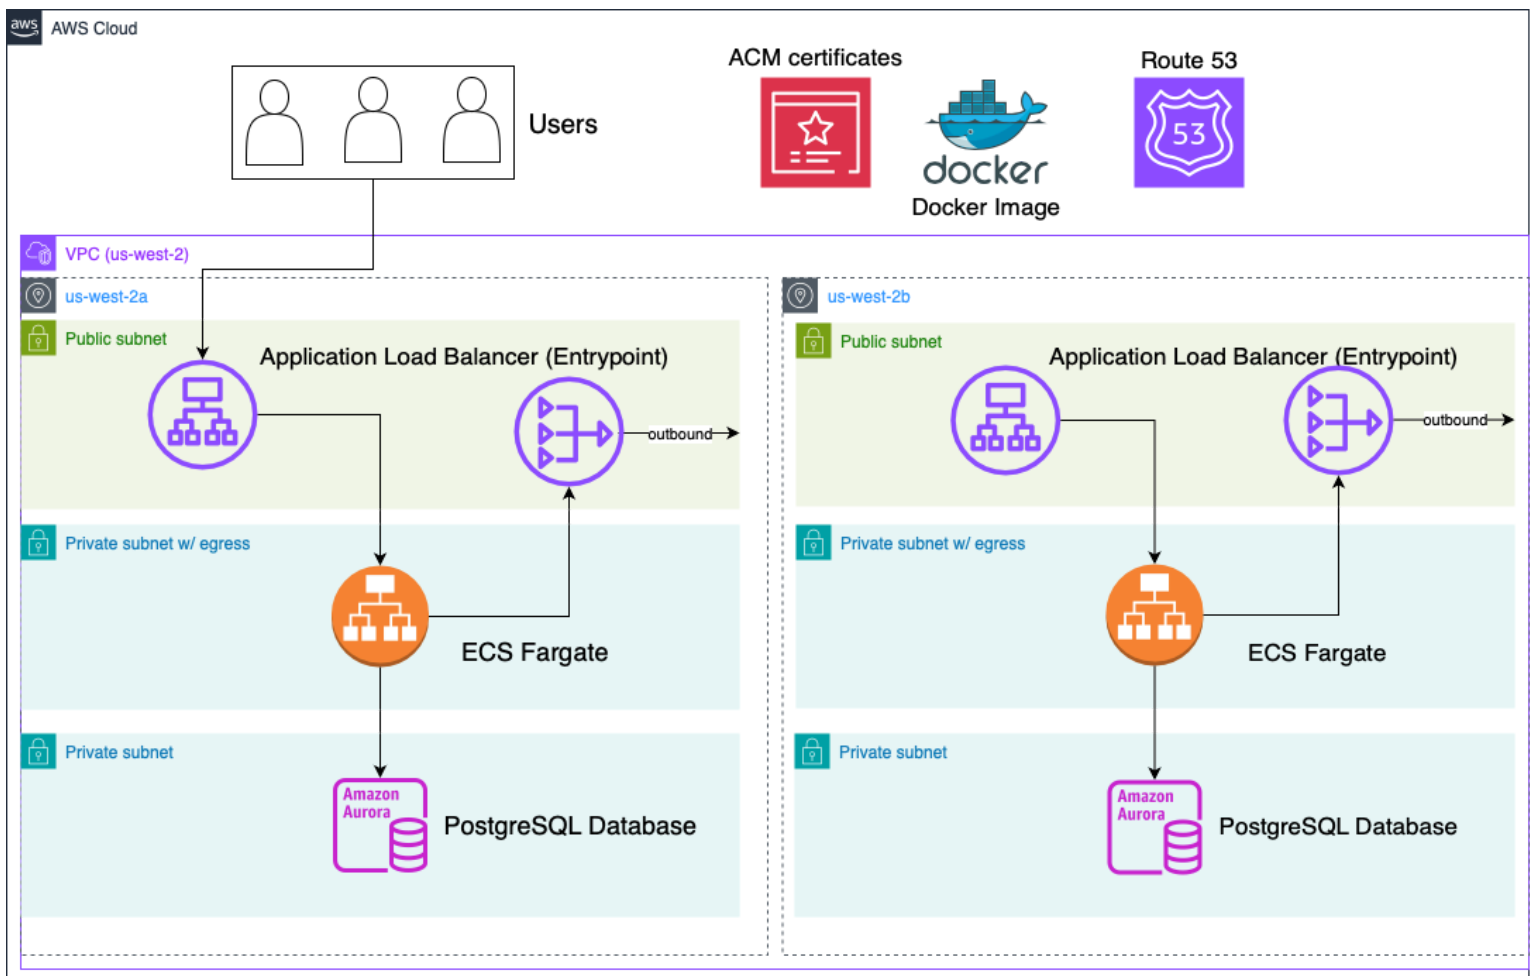 aws
AWS Cloud
Users
ACM certificates
docker
Docker Image
Route 53
53
VPC (us-west-2)
us-west-2a
Public subnet
Application Load Balancer (Entrypoint)
outbound
Private subnet w/ egress
ECS Fargate
Private subnet
Amazon
Aurora
PostgreSQL Database
us-west-2b
Public subnet
Application Load Balancer (Entrypoint)
outbound
Private subnet w/ egress
ECS Fargate
Private subnet
Amazon
Aurora
PostgreSQL Database